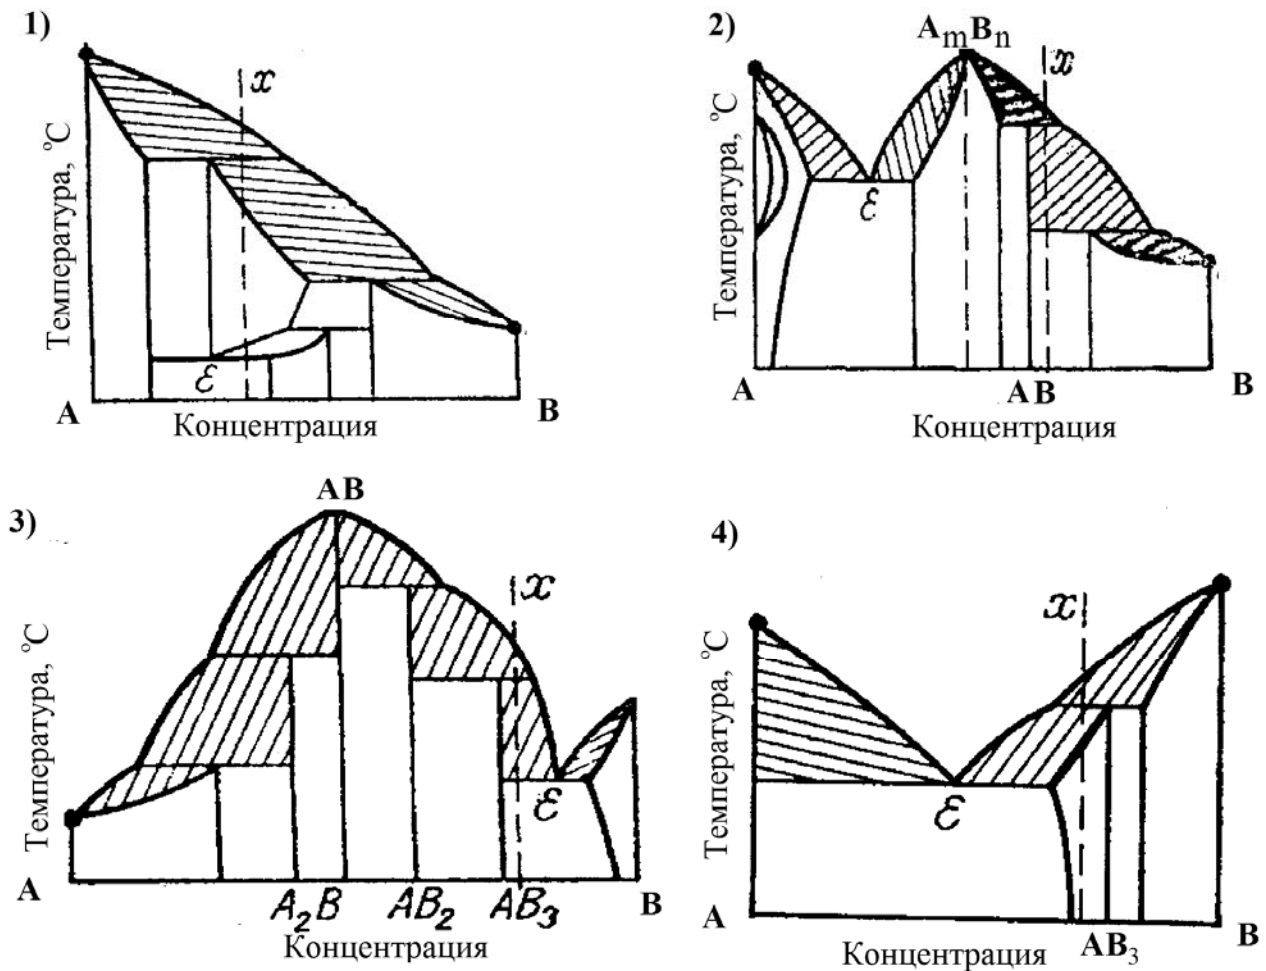 1)
x
Температура, °C
ε
A
B
Концентрация
2)
AmBn
x
Температура, °C
ε
A
AB
B
Концентрация
3)
AB
x
Температура, °C
ε
A
A₂B
AB₂
AB₃
B
Концентрация
4)
x
Температура, °C
ε
A
AB₃
B
Концентрация